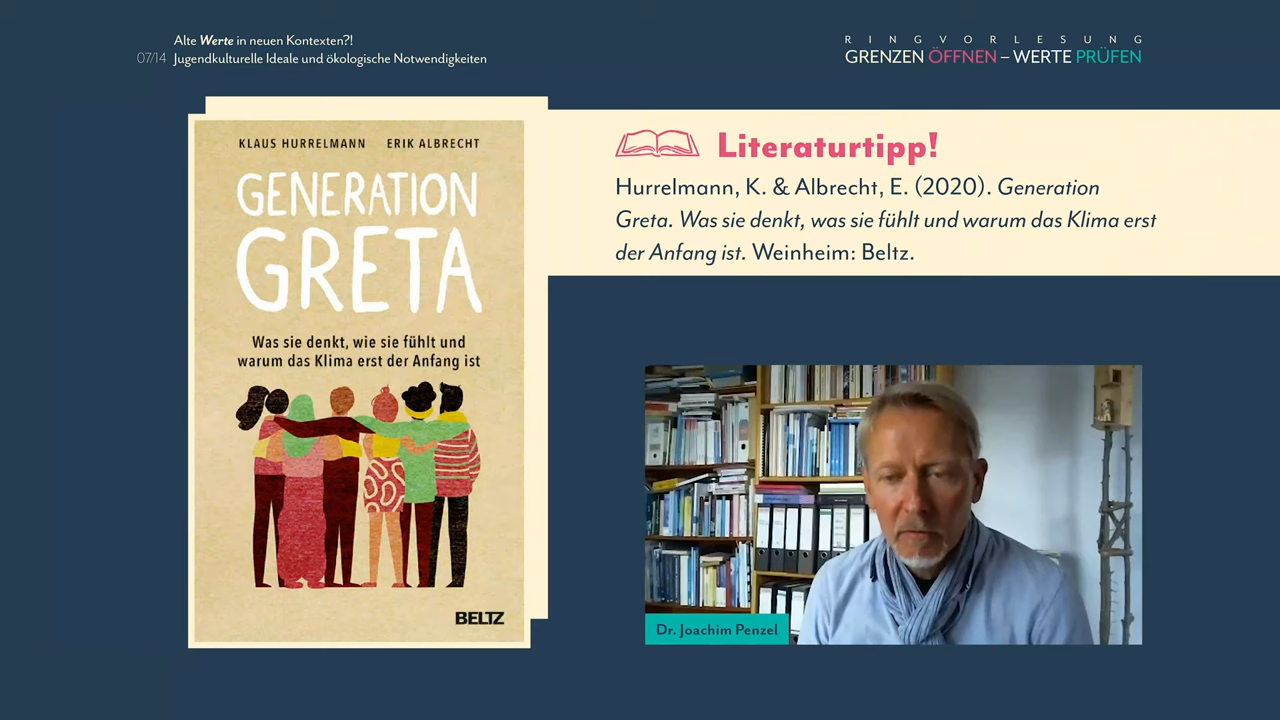 Alte Werte in neuen Kontexten?!
07/14 Jugendkulturelle Ideale und ökologische Notwendigkeiten
RINGVORLESUNG
GRENZEN ÖFFNEN – WERTE PRÜFEN
KLAUS HURRELMANN ERIK ALBRECHT
GENERATION
GRETA
Was sie denkt, wie sie fühlt und
warum das Klima erst der Anfang ist
BELTZ
Literaturtipp!
Hurrelmann, K. & Albrecht, E. (2020). Generation
Greta. Was sie denkt, was sie fühlt und warum das Klima erst
der Anfang ist. Weinheim: Beltz.
Dr. Joachim Penzel